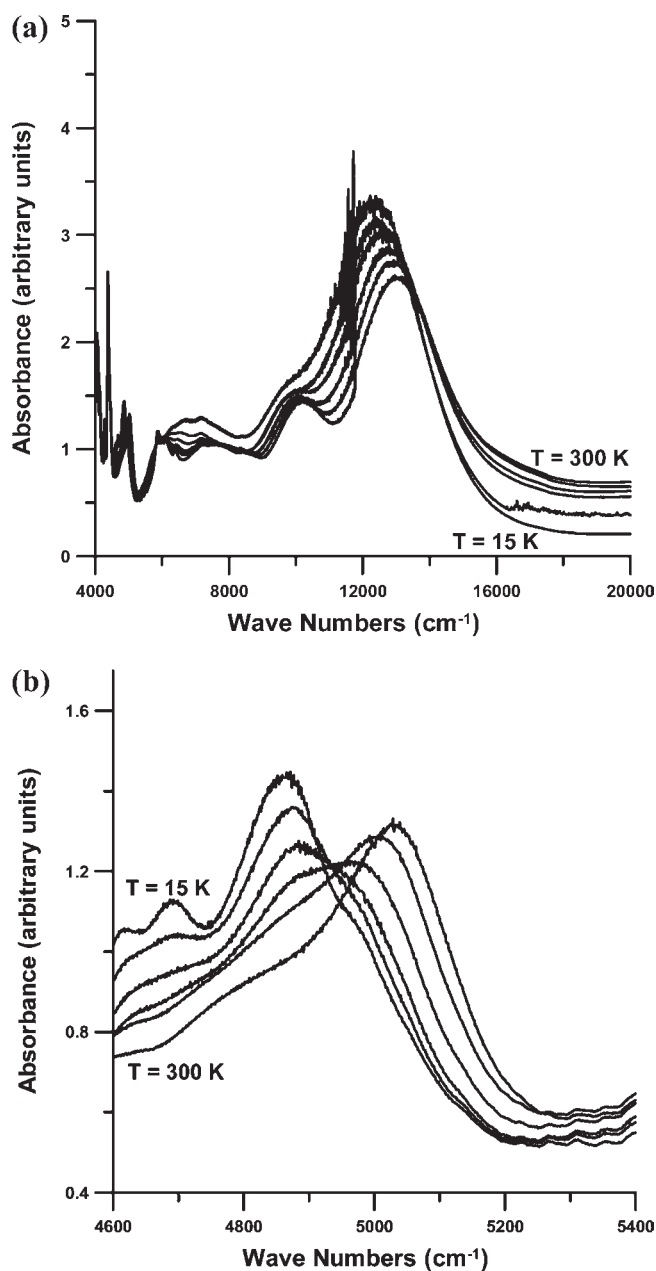 (a)
5
4
3
2
1
0
Absorbance (arbitrary units)
T = 300 K
T = 15 K
4000 8000 12000 16000 20000
Wave Numbers (cm-1)
(b)
1.6
1.2
0.8
0.4
Absorbance (arbitrary units)
T = 15 K
T = 300 K
4600 4800 5000 5200 5400
Wave Numbers (cm-1)